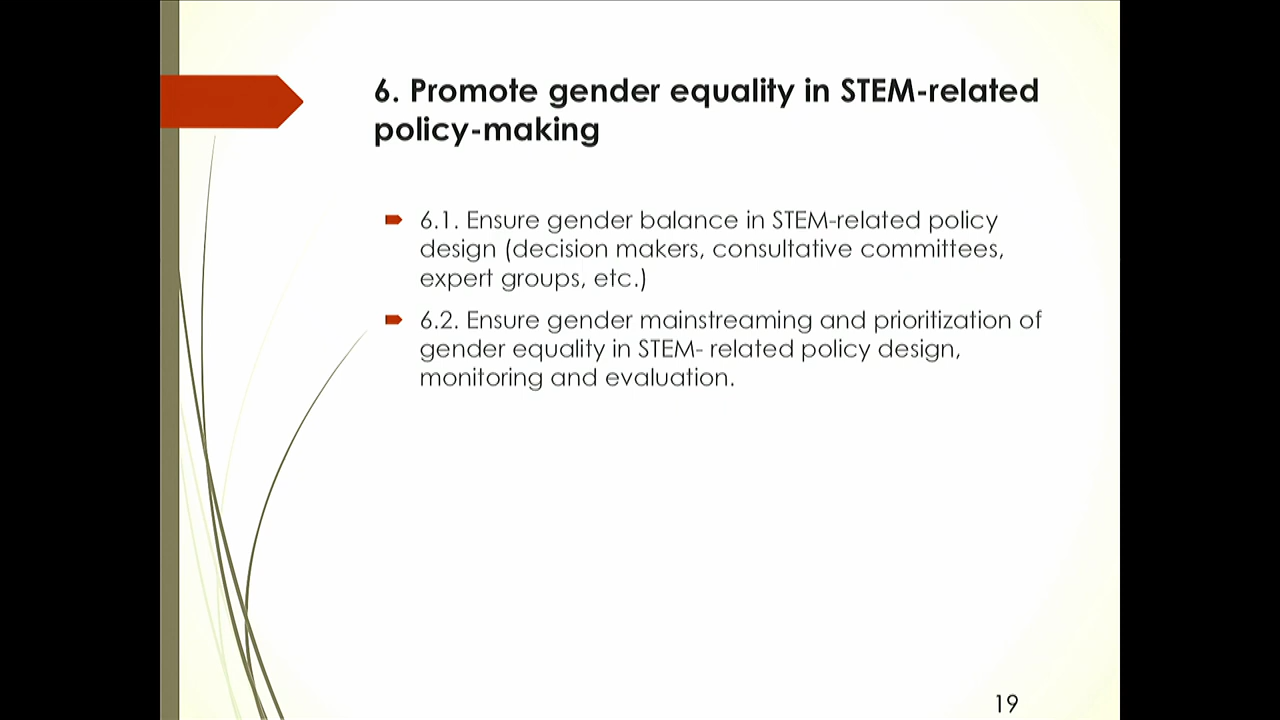 6. Promote gender equality in STEM-related
policy-making
6.1. Ensure gender balance in STEM-related policy
design (decision makers, consultative committees,
expert groups, etc.)
6.2. Ensure gender mainstreaming and prioritization of
gender equality in STEM- related policy design,
monitoring and evaluation.
19